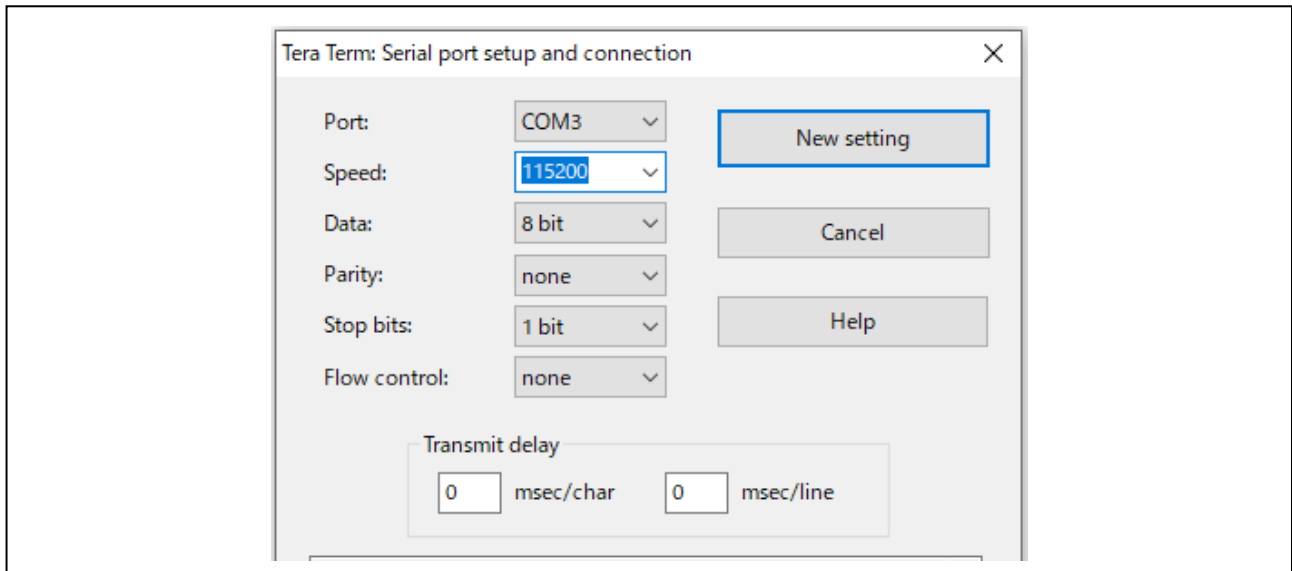 Tera Term: Serial port setup and connection
Port: COM3 New setting
Speed: 115200
Data: 8 bit Cancel
Parity: none
Stop bits: 1 bit Help
Flow control: none
Transmit delay
0 msec/char 0 msec/line